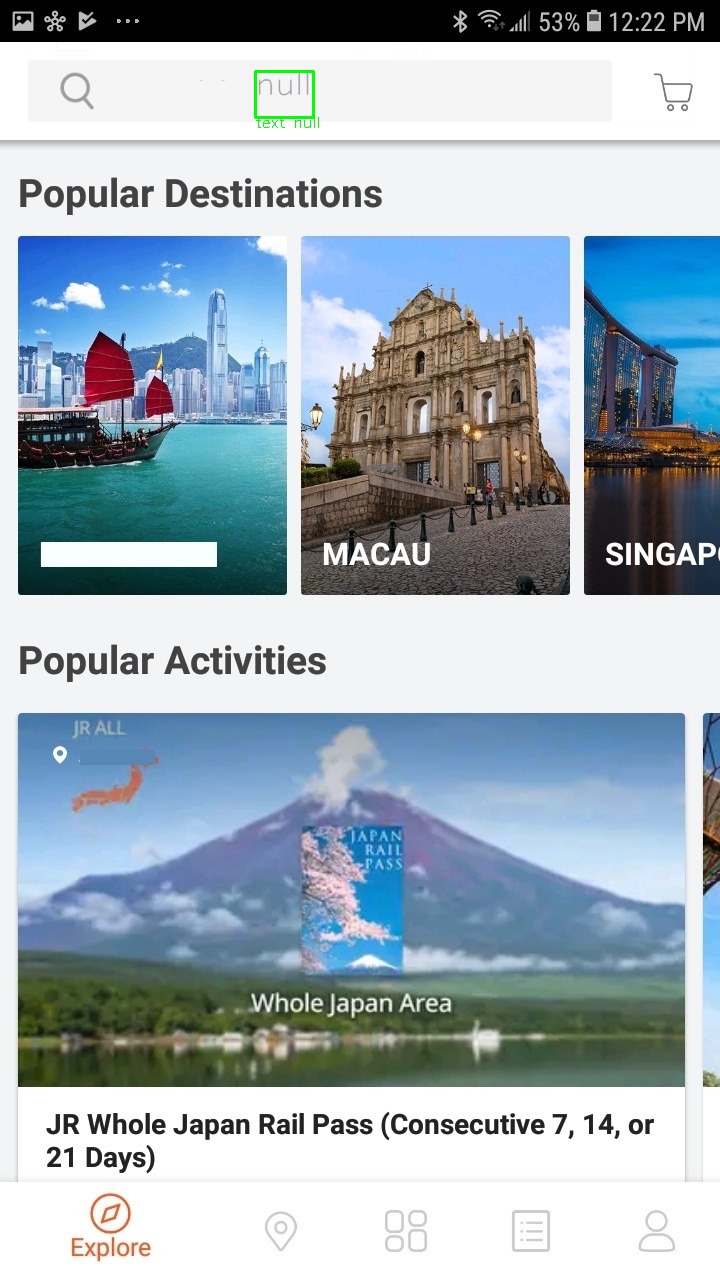 53% 12:22 PM
null
text null
Popular Destinations
MACAU
SINGAPO
Popular Activities
JR ALL
JAPAN
RAIL
PASS
Whole Japan Area
JR Whole Japan Rail Pass (Consecutive 7, 14, or
21 Days)
Explore